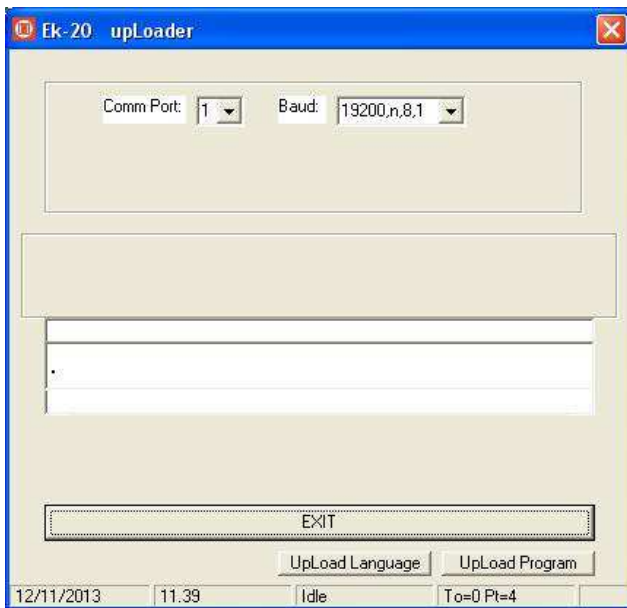 Ek-20 upLoader
Comm Port: 1 Baud: 19200,n,8,1
.
EXIT
UpLoad Language UpLoad Program
12/11/2013 11.39 Idle To=0 Pt=4